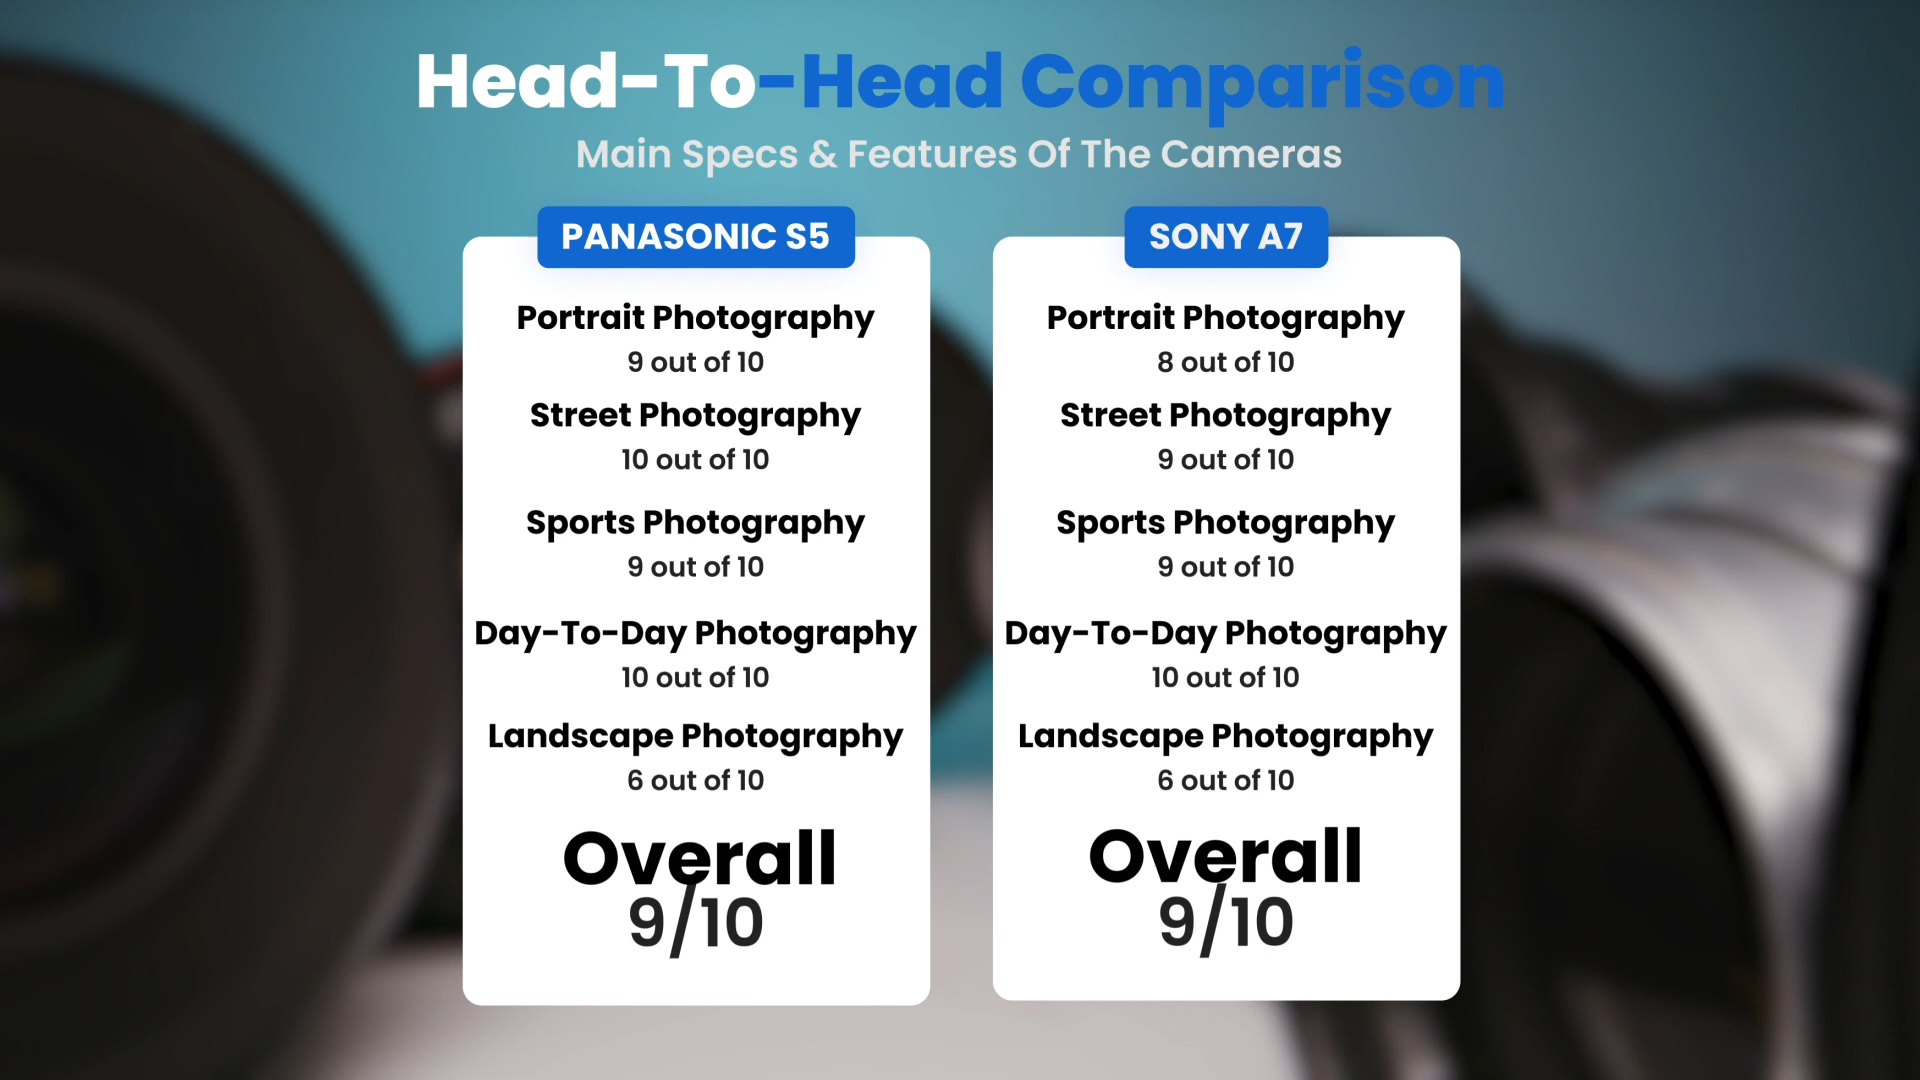 Head-To-Head Comparison
Main Specs & Features Of The Cameras
PANASONIC S5
Portrait Photography
9 out of 10
Street Photography
10 out of 10
Sports Photography
9 out of 10
Day-To-Day Photography
10 out of 10
Landscape Photography
6 out of 10
Overall
9/10
SONY A7
Portrait Photography
8 out of 10
Street Photography
9 out of 10
Sports Photography
9 out of 10
Day-To-Day Photography
10 out of 10
Landscape Photography
6 out of 10
Overall
9/10